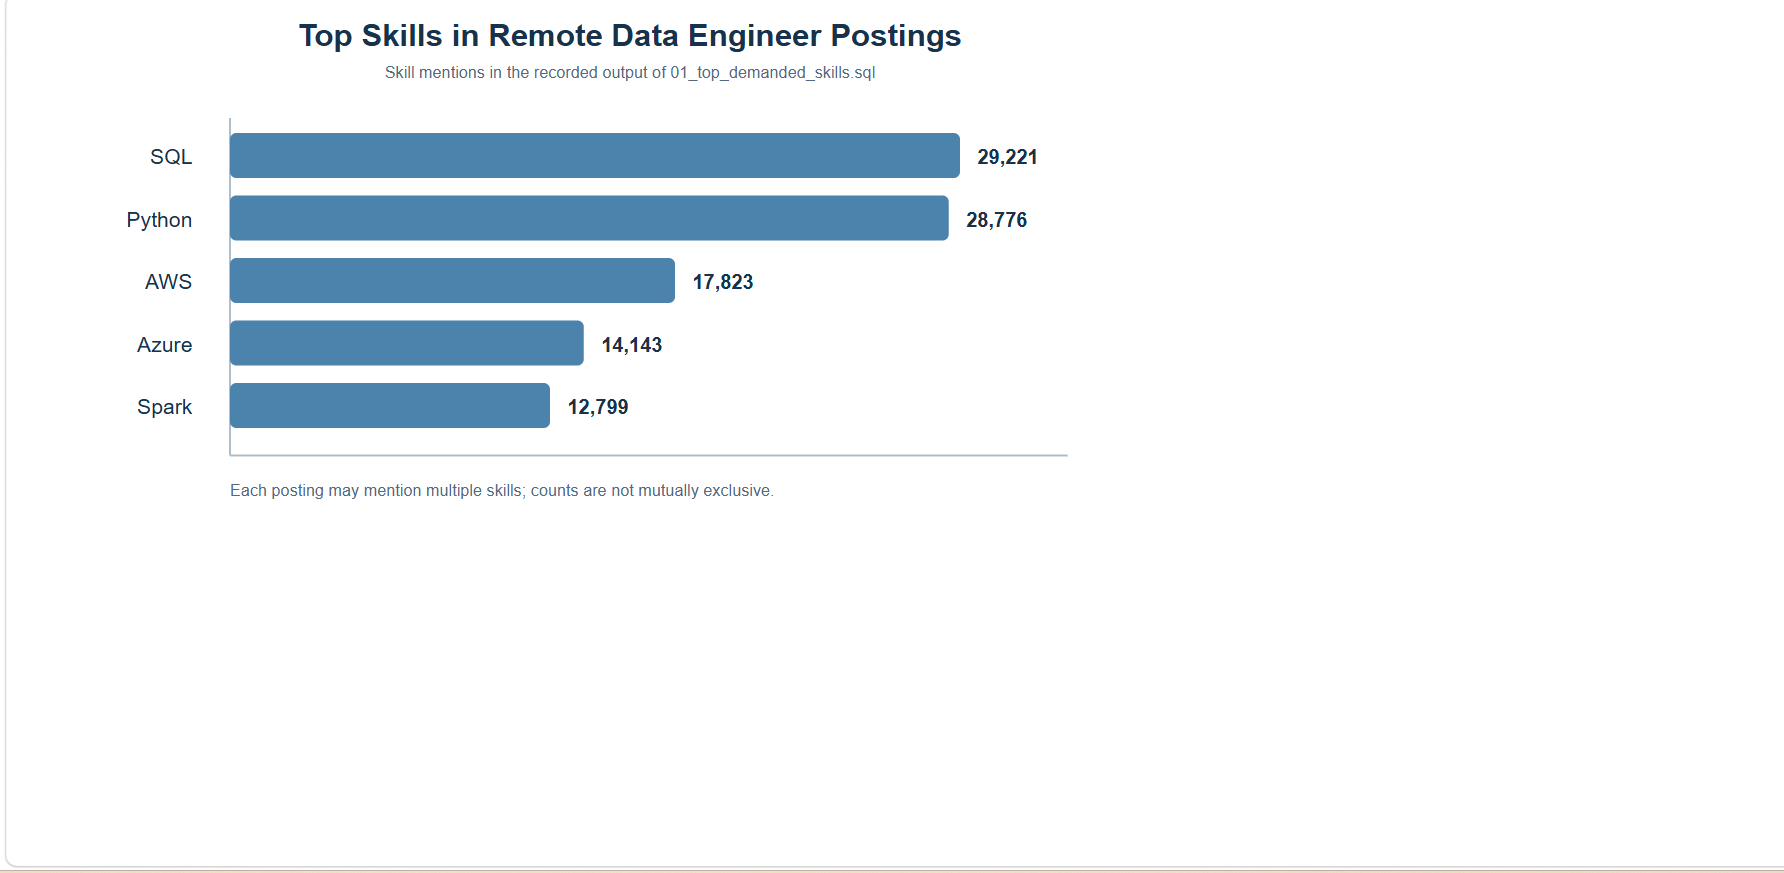 Top Skills in Remote Data Engineer Postings
Skill mentions in the recorded output of 01_top_demanded_skills.sql
SQL 29,221
Python 28,776
AWS 17,823
Azure 14,143
Spark 12,799
Each posting may mention multiple skills; counts are not mutually exclusive.